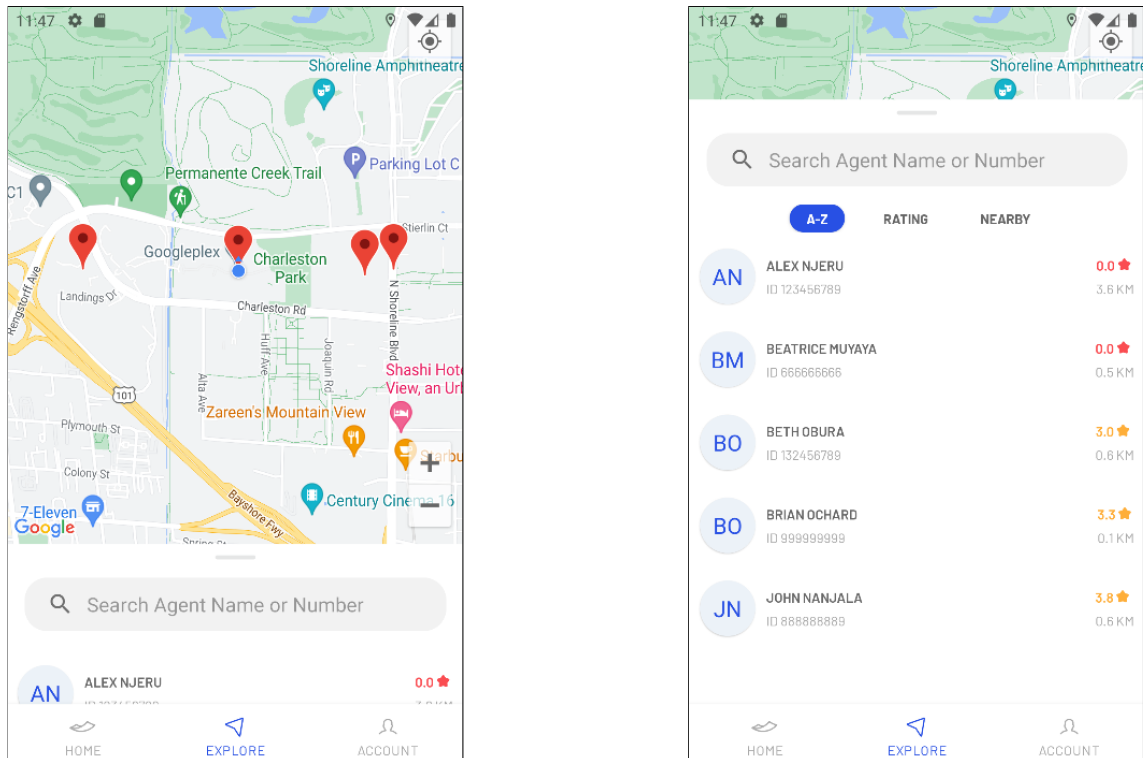 11:47
Shoreline Amphitheatre
Parking Lot C
Permanente Creek Trail
C1
Stierlin Ct
Googleplex
Charleston
Park
Landings Dr
Rengstorff Ave
Charleston Rd
N Shoreline Blvd
Huff Ave
Joaquin Rd
Alta Ave
Shashi Hote
View, an Url
101
Zareen's Mountain View
Plymouth St
Starbu
Colony St
Century Cinema 16
7-Eleven
Bayshore Fwy
Google
Search Agent Name or Number
AN
ALEX NJERU
0.0
HOME
EXPLORE
ACCOUNT
11:47
Shoreline Amphitheatre
Search Agent Name or Number
A-Z RATING NEARBY
AN
ALEX NJERU 0.0
ID 123456789 3.6 KM
BM
BEATRICE MUYAYA 0.0
ID 666666666 0.5 KM
BO
BETH OBURA 3.0
ID 132456789 0.6 KM
BO
BRIAN OCHARD 3.3
ID 999999999 0.1 KM
JN
JOHN NANJALA 3.8
ID 888888889 0.6 KM
HOME
EXPLORE
ACCOUNT